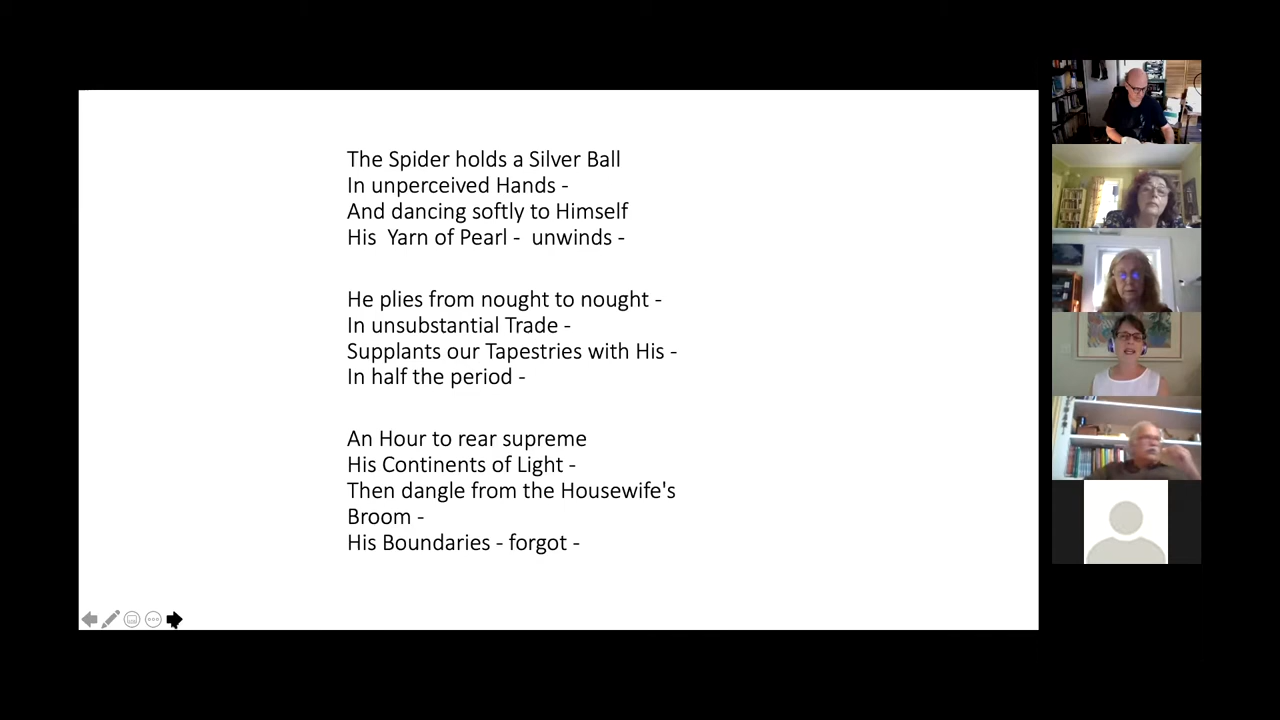 The Spider holds a Silver Ball
In unperceived Hands -
And dancing softly to Himself
His  Yarn of Pearl -  unwinds -
He plies from nought to nought -
In unsubstantial Trade -
Supplants our Tapestries with His -
In half the period -
An Hour to rear supreme
His Continents of Light -
Then dangle from the Housewife's
Broom -
His Boundaries - forgot -